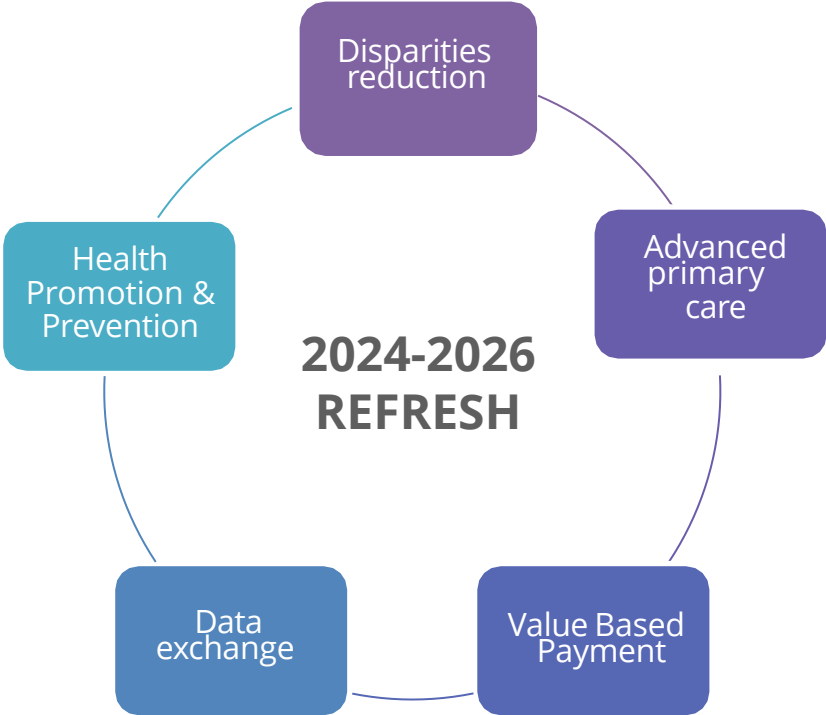 Disparities
reduction
Advanced
primary
care
Health
Promotion &
Prevention
2024-2026
REFRESH
Data
exchange
Value Based
Payment